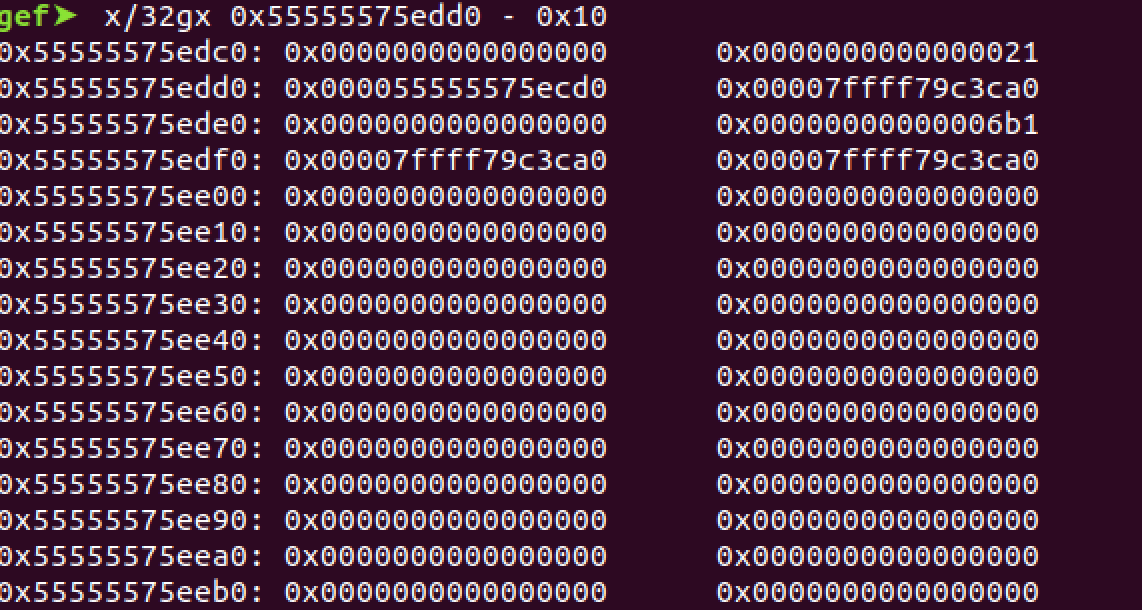 gef➤ x/32gx 0x55555575edd0 - 0x10
0x55555575edc0: 0x0000000000000000 0x0000000000000021
0x55555575edd0: 0x000055555575ecd0 0x00007ffff79c3ca0
0x55555575ede0: 0x0000000000000000 0x00000000000006b1
0x55555575edf0: 0x00007ffff79c3ca0 0x00007ffff79c3ca0
0x55555575ee00: 0x0000000000000000 0x0000000000000000
0x55555575ee10: 0x0000000000000000 0x0000000000000000
0x55555575ee20: 0x0000000000000000 0x0000000000000000
0x55555575ee30: 0x0000000000000000 0x0000000000000000
0x55555575ee40: 0x0000000000000000 0x0000000000000000
0x55555575ee50: 0x0000000000000000 0x0000000000000000
0x55555575ee60: 0x0000000000000000 0x0000000000000000
0x55555575ee70: 0x0000000000000000 0x0000000000000000
0x55555575ee80: 0x0000000000000000 0x0000000000000000
0x55555575ee90: 0x0000000000000000 0x0000000000000000
0x55555575eea0: 0x0000000000000000 0x0000000000000000
0x55555575eeb0: 0x0000000000000000 0x0000000000000000